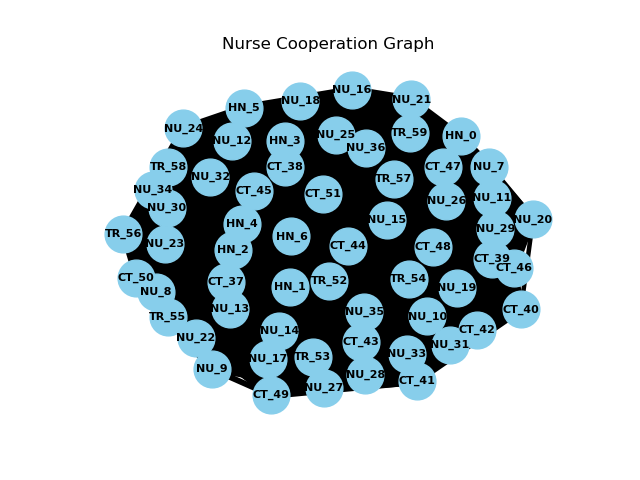 Nurse Cooperation Graph
NU_16
NU_18
NU_21
HN_5
NU_24
NU_12
HN_3
NU_25
NU_36
TR_59
HN_0
TR_58
CT_38
CT_47
NU_7
NU_32
TR_57
NU_34
CT_45
CT_51
NU_26
NU_11
NU_30
HN_4
NU_15
NU_20
NU_29
TR_56
NU_23
HN_2
HN_6
CT_44
CT_48
CT_39
CT_46
CT_50
CT_37
HN_1
TR_52
TR_54
NU_19
NU_8
NU_13
NU_35
CT_40
TR_55
NU_10
NU_22
NU_14
CT_43
CT_42
NU_31
NU_9
NU_17
TR_53
NU_33
NU_28
CT_41
CT_49
NU_27